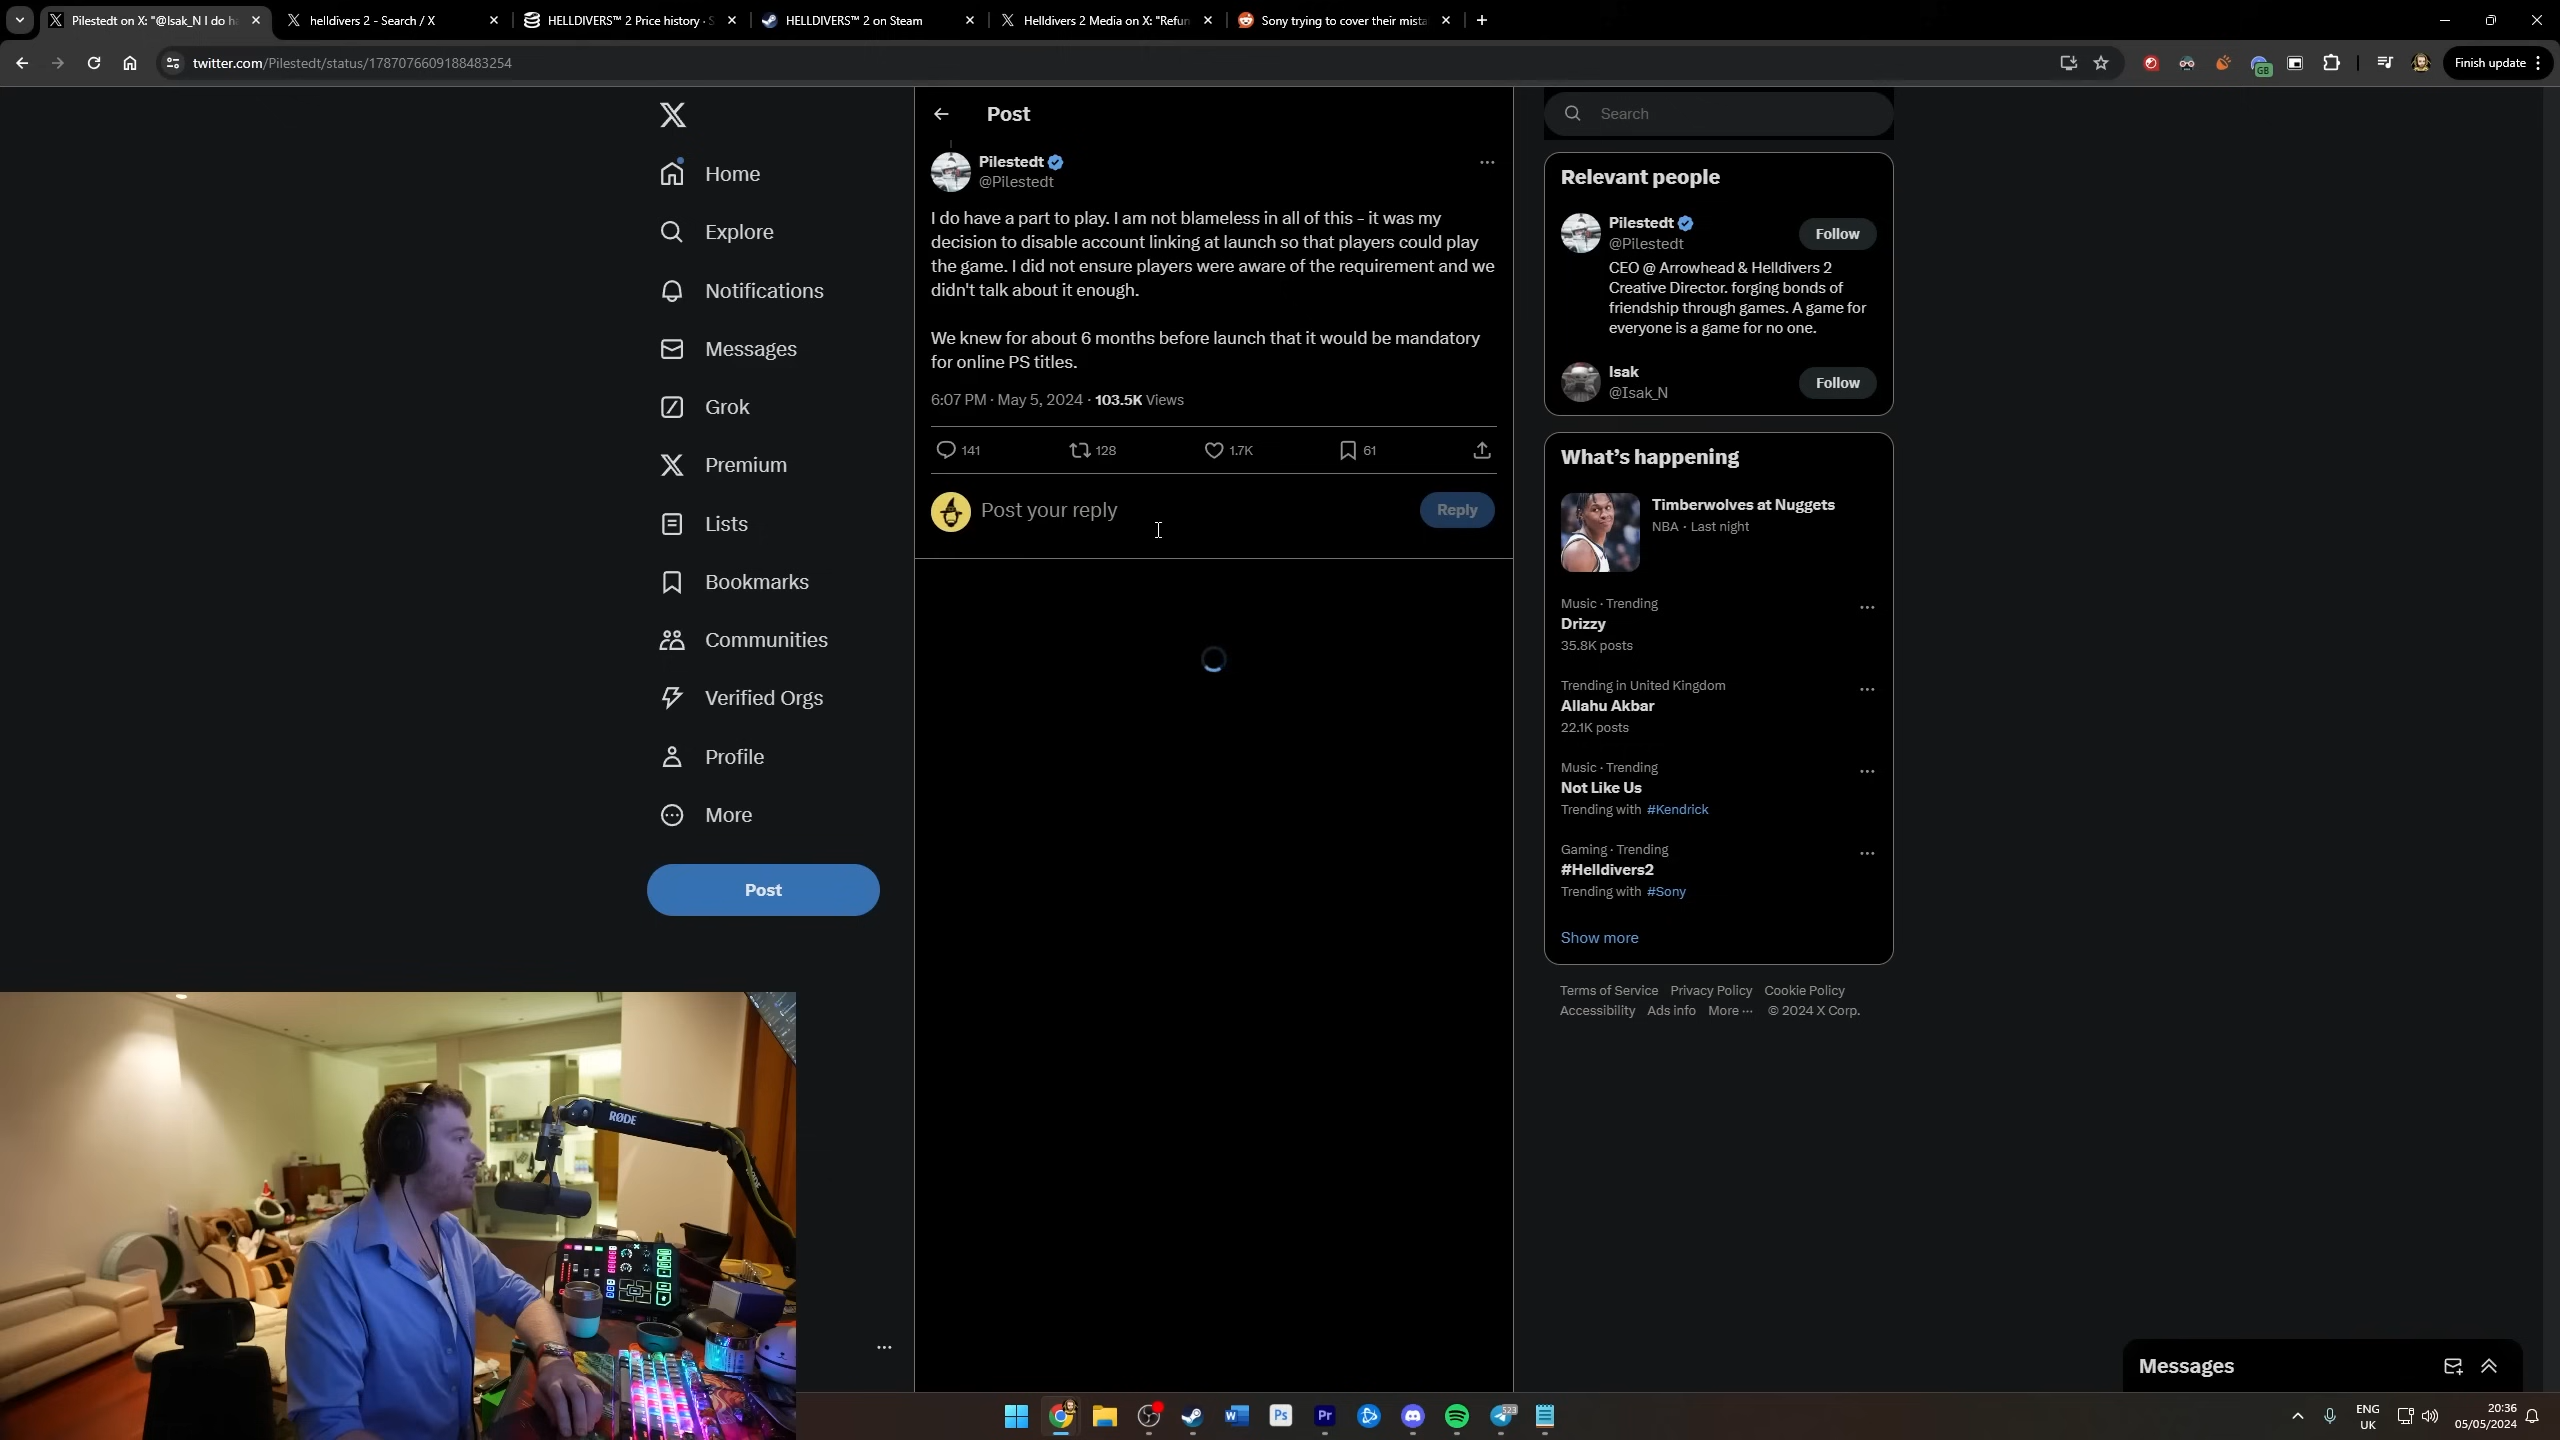 Pilestedt on X: "@Isak_N I do ha
helldivers 2 - Search / X
HELLDIVERS™ 2 Price history · S
HELLDIVERS™ 2 on Steam
Helldivers 2 Media on X: "Refun
Sony trying to cover their mista
twitter.com/Pilestedt/status/1787076609188483254
GB
Finish update
Home
Explore
Notifications
Messages
Grok
Premium
Lists
Bookmarks
Communities
Verified Orgs
Profile
More
Post
Post
Pilestedt
@Pilestedt
I do have a part to play. I am not blameless in all of this - it was my
decision to disable account linking at launch so that players could play
the game. I did not ensure players were aware of the requirement and we
didn't talk about it enough.
We knew for about 6 months before launch that it would be mandatory
for online PS titles.
6:07 PM · May 5, 2024 · 103.5K Views
141
128
1.7K
61
Post your reply
Reply
Search
Relevant people
Pilestedt
@Pilestedt
Follow
CEO @ Arrowhead & Helldivers 2
Creative Director. forging bonds of
friendship through games. A game for
everyone is a game for no one.
Isak
@Isak_N
Follow
What's happening
Timberwolves at Nuggets
NBA · Last night
Music · Trending
Drizzy
35.8K posts
Trending in United Kingdom
Allahu Akbar
22.1K posts
Music · Trending
Not Like Us
Trending with #Kendrick
Gaming · Trending
#Helldivers2
Trending with #Sony
Show more
Terms of Service Privacy Policy Cookie Policy
Accessibility Ads info More ··· © 2024 X Corp.
RØDE
RØDE
Messages
Ps
Pr
523
ENG
UK
20:36
05/05/2024